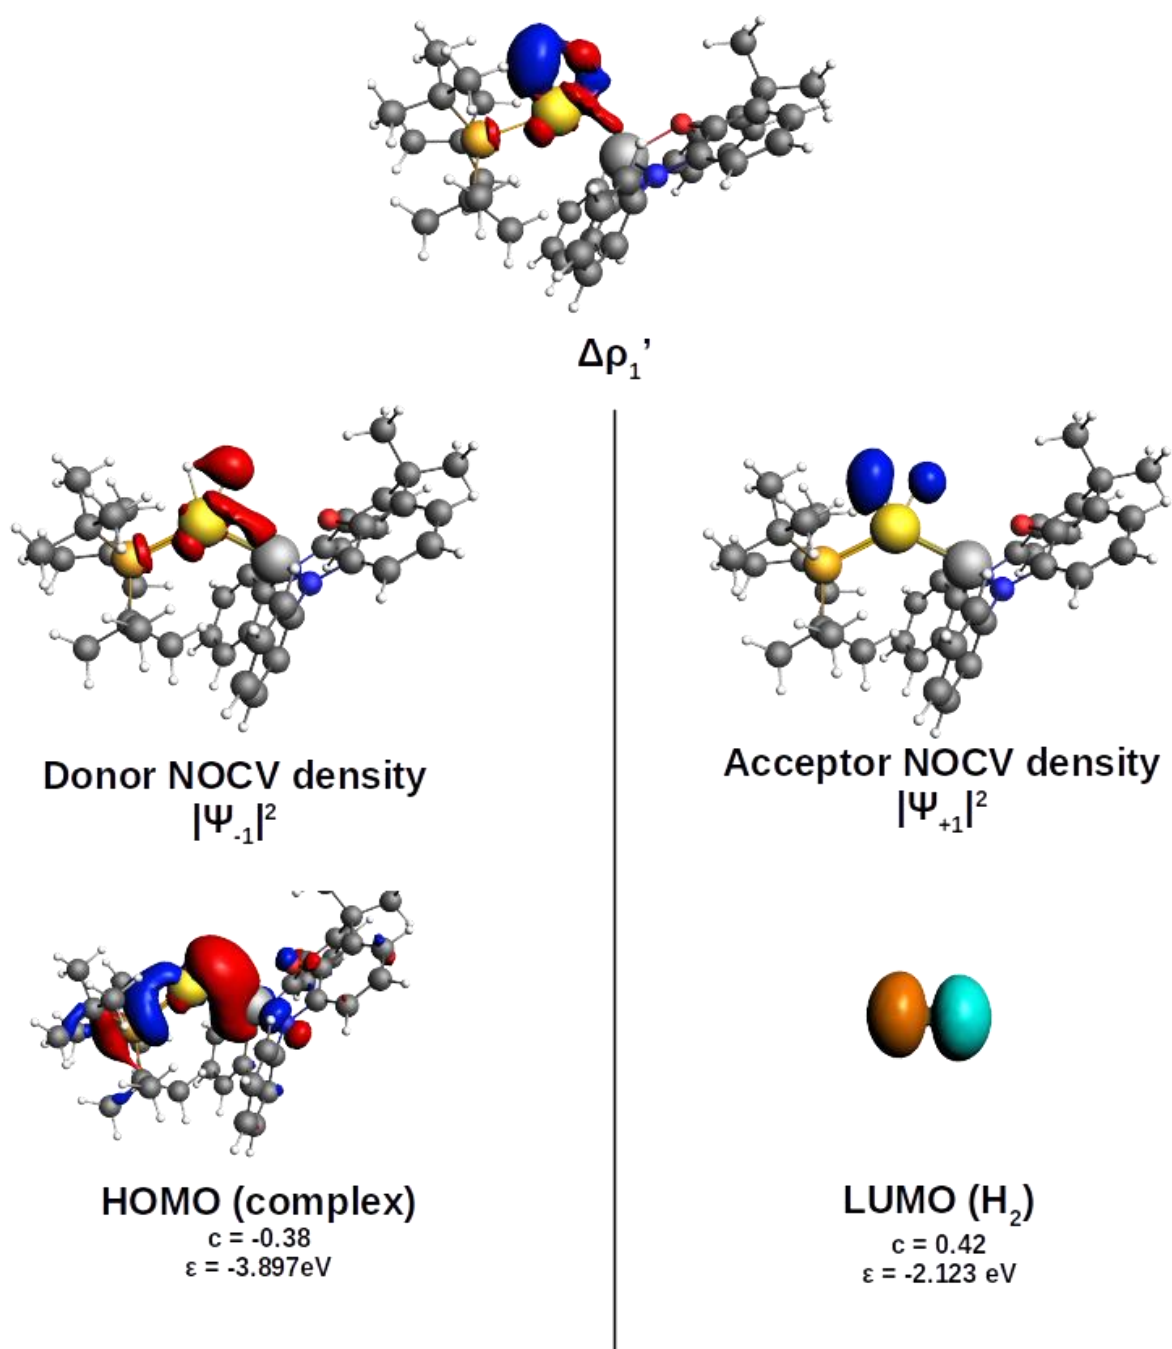 Δρ₁’
Donor NOCV density
|Ψ₋₁|²
Acceptor NOCV density
|Ψ₊₁|²
HOMO (complex)
c = -0.38
ε = -3.897eV
LUMO (H₂)
c = 0.42
ε = -2.123 eV